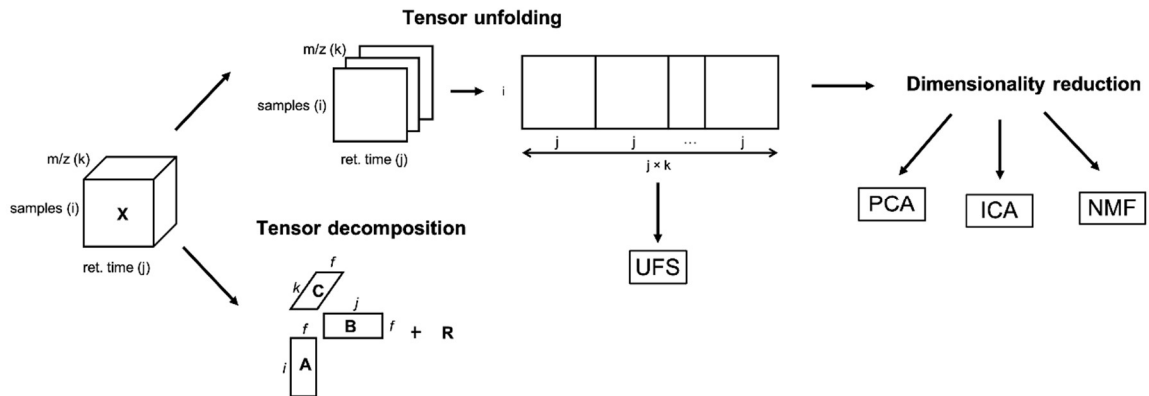 Tensor unfolding
m/z (k)
samples (i)
ret. time (j)
i
j j ... j
j × k
UFS
Dimensionality reduction
PCA ICA NMF
m/z (k)
samples (i)
X
ret. time (j)
Tensor decomposition
f
k C
j
B f
+ R
f
i A